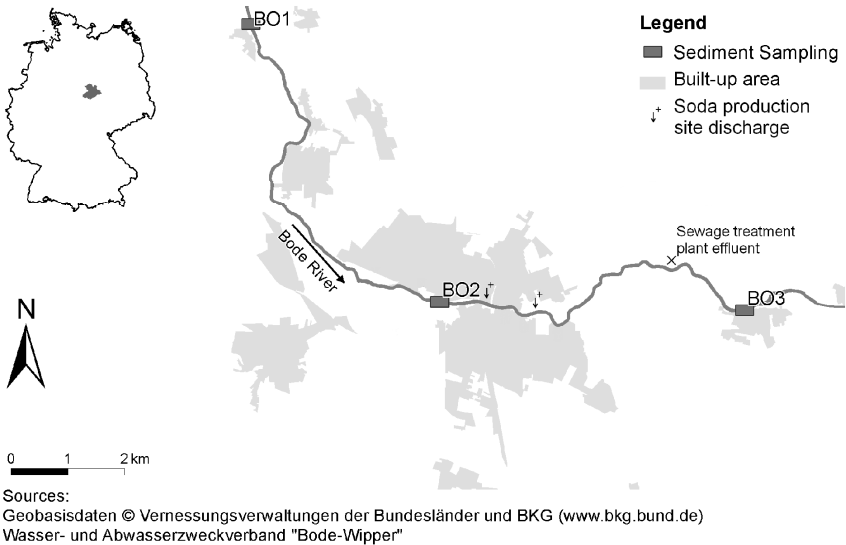 BO1
Legend
Sediment Sampling
Built-up area
Soda production
site discharge
Bode River
Sewage treatment
plant effluent
BO2
BO3
N
0 1 2 km
Sources:
Geobasisdaten © Vernessungsverwaltungen der Bundesländer und BKG (www.bkg.bund.de)
Wasser- und Abwasserzweckverband "Bode-Wipper"